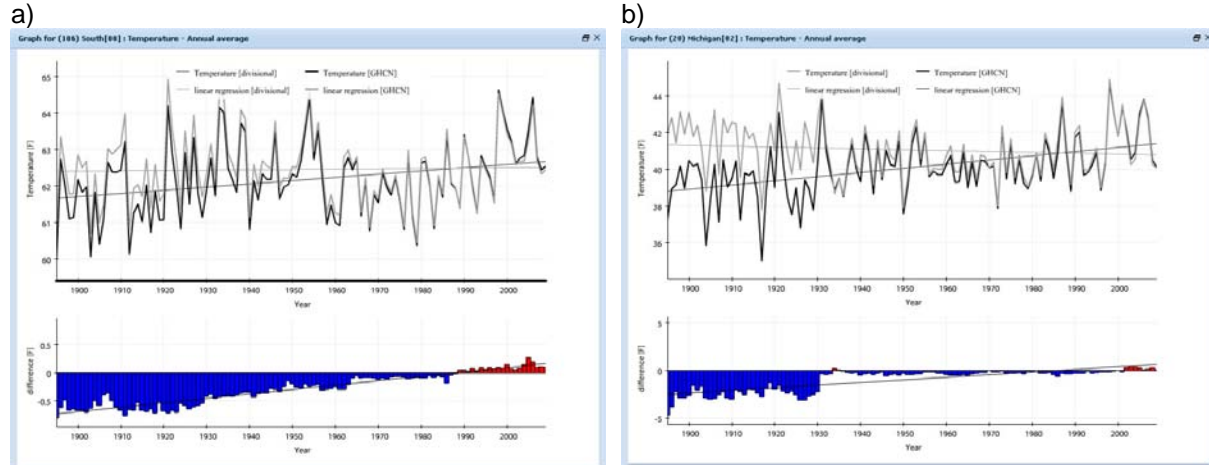 a)
Graph for (106) South[00] : Temperature - Annual average
Temperature [divisional] Temperature [GHCN]
linear regression [divisional] linear regression [GHCN]
65
64
63
62
61
60
Temperature [F]
1900 1910 1920 1930 1940 1950 1960 1970 1980 1990 2000
Year
0.5
0
-0.5
difference [F]
1900 1910 1920 1930 1940 1950 1960 1970 1980 1990 2000
Year
b)
Graph for (20) Michigan[02] : Temperature - Annual average
Temperature [divisional] Temperature [GHCN]
linear regression [divisional] linear regression [GHCN]
44
42
40
38
36
Temperature [F]
1900 1910 1920 1930 1940 1950 1960 1970 1980 1990 2000
Year
5
0
-5
difference [F]
1900 1910 1920 1930 1940 1950 1960 1970 1980 1990 2000
Year